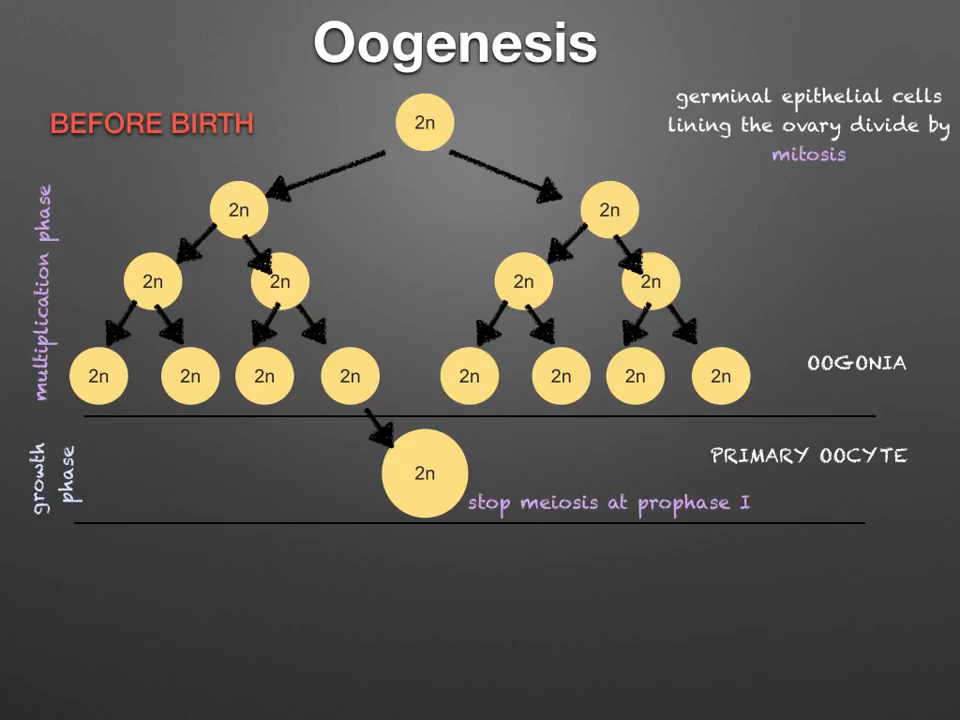 Oogenesis
BEFORE BIRTH
germinal epithelial cells
lining the ovary divide by
mitosis
2n
2n
2n
multiplication phase
2n
2n
2n
2n
2n
2n
2n
2n
2n
2n
2n
2n
OOGONIA
growth
phase
2n
PRIMARY OOCYTE
stop meiosis at prophase I